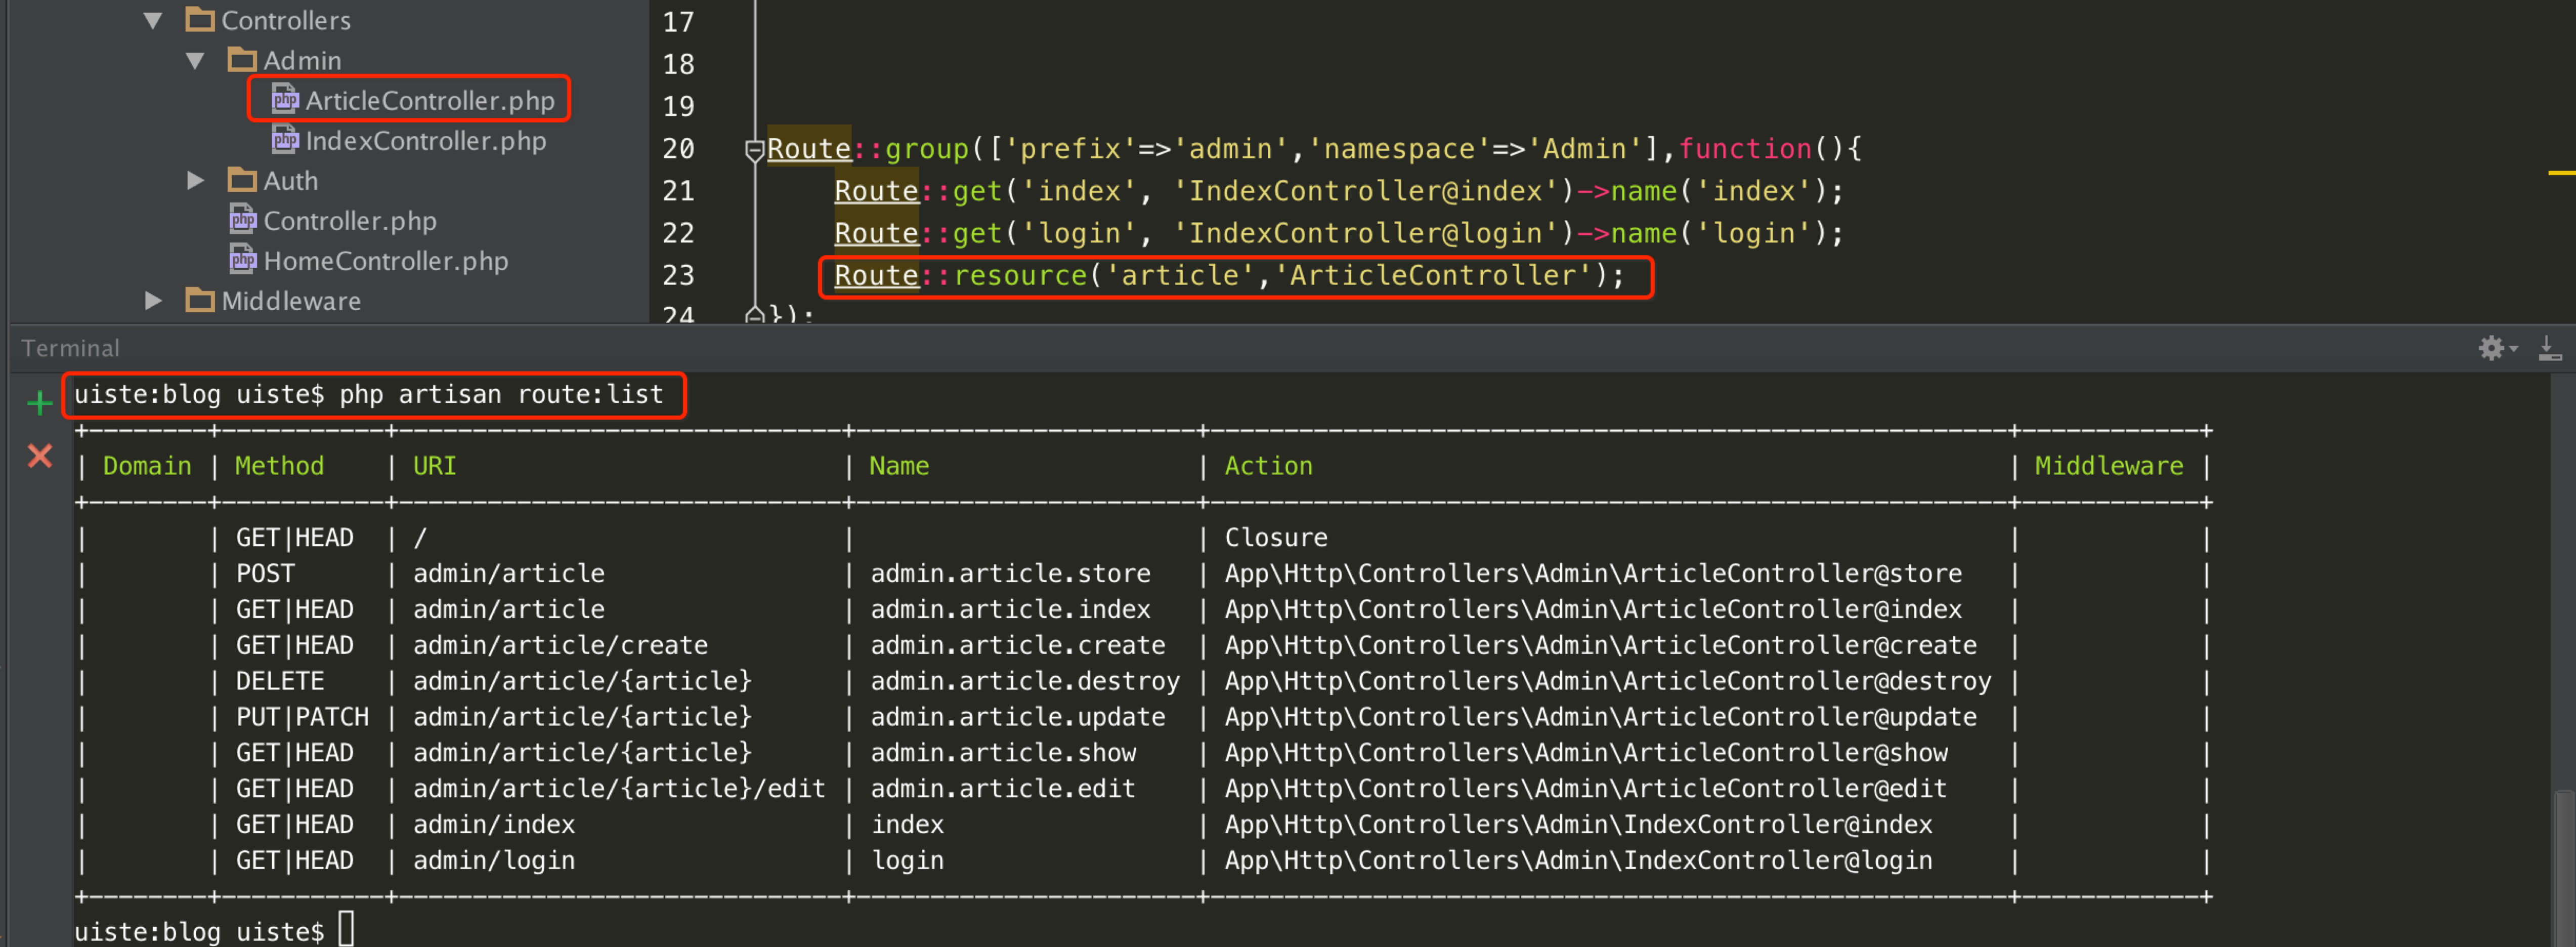 Controllers
Admin
php ArticleController.php
php IndexController.php
Auth
php Controller.php
php HomeController.php
Middleware
17
18
19
20 Route::group(['prefix'=>'admin','namespace'=>'Admin'],function(){
21 Route::get('index', 'IndexController@index')->name('index');
22 Route::get('login', 'IndexController@login')->name('login');
23 Route::resource('article','ArticleController');
24 });
Terminal
uiste:blog uiste$ php artisan route:list
+--------+-----------+------------------------------+-----------------------+------------------------------------------------------+------------+
| Domain | Method | URI | Name | Action | Middleware |
+--------+-----------+------------------------------+-----------------------+------------------------------------------------------+------------+
| | GET|HEAD | / | | Closure | |
| | POST | admin/article | admin.article.store | App\Http\Controllers\Admin\ArticleController@store | |
| | GET|HEAD | admin/article | admin.article.index | App\Http\Controllers\Admin\ArticleController@index | |
| | GET|HEAD | admin/article/create | admin.article.create | App\Http\Controllers\Admin\ArticleController@create | |
| | DELETE | admin/article/{article} | admin.article.destroy | App\Http\Controllers\Admin\ArticleController@destroy | |
| | PUT|PATCH | admin/article/{article} | admin.article.update | App\Http\Controllers\Admin\ArticleController@update | |
| | GET|HEAD | admin/article/{article} | admin.article.show | App\Http\Controllers\Admin\ArticleController@show | |
| | GET|HEAD | admin/article/{article}/edit | admin.article.edit | App\Http\Controllers\Admin\ArticleController@edit | |
| | GET|HEAD | admin/index | index | App\Http\Controllers\Admin\IndexController@index | |
| | GET|HEAD | admin/login | login | App\Http\Controllers\Admin\IndexController@login | |
+--------+-----------+------------------------------+-----------------------+------------------------------------------------------+------------+
uiste:blog uiste$